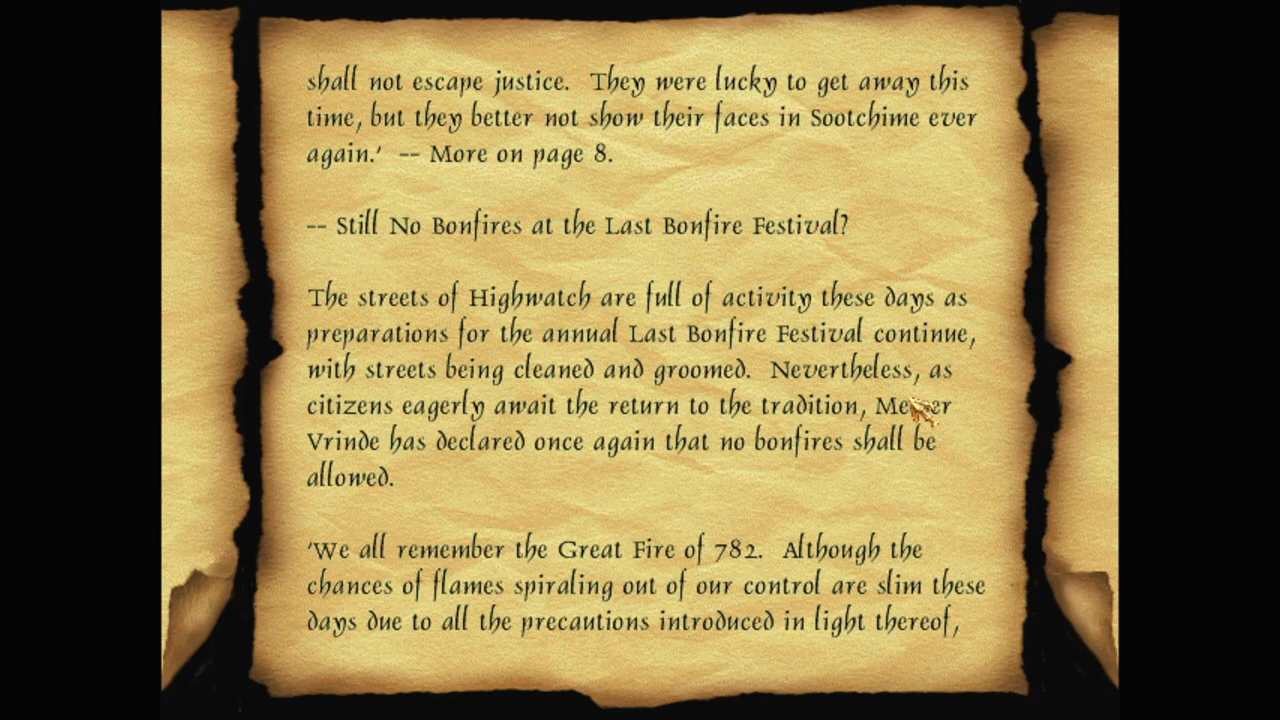 shall not escape justice.  They were lucky to get away this
time, but they better not show their faces in Sootchime ever
again.'  -- More on page 8.
-- Still No Bonfires at the Last Bonfire Festival?
The streets of Highwatch are full of activity these days as
preparations for the annual Last Bonfire Festival continue,
with streets being cleaned and groomed.  Nevertheless, as
citizens eagerly await the return to the tradition,
Vrinde has declared once again that no bonfires shall be
allowed.
'We all remember the Great Fire of 782.  Although the
chances of flames spiraling out of our control are slim these
days due to all the precautions introduced in light thereof,